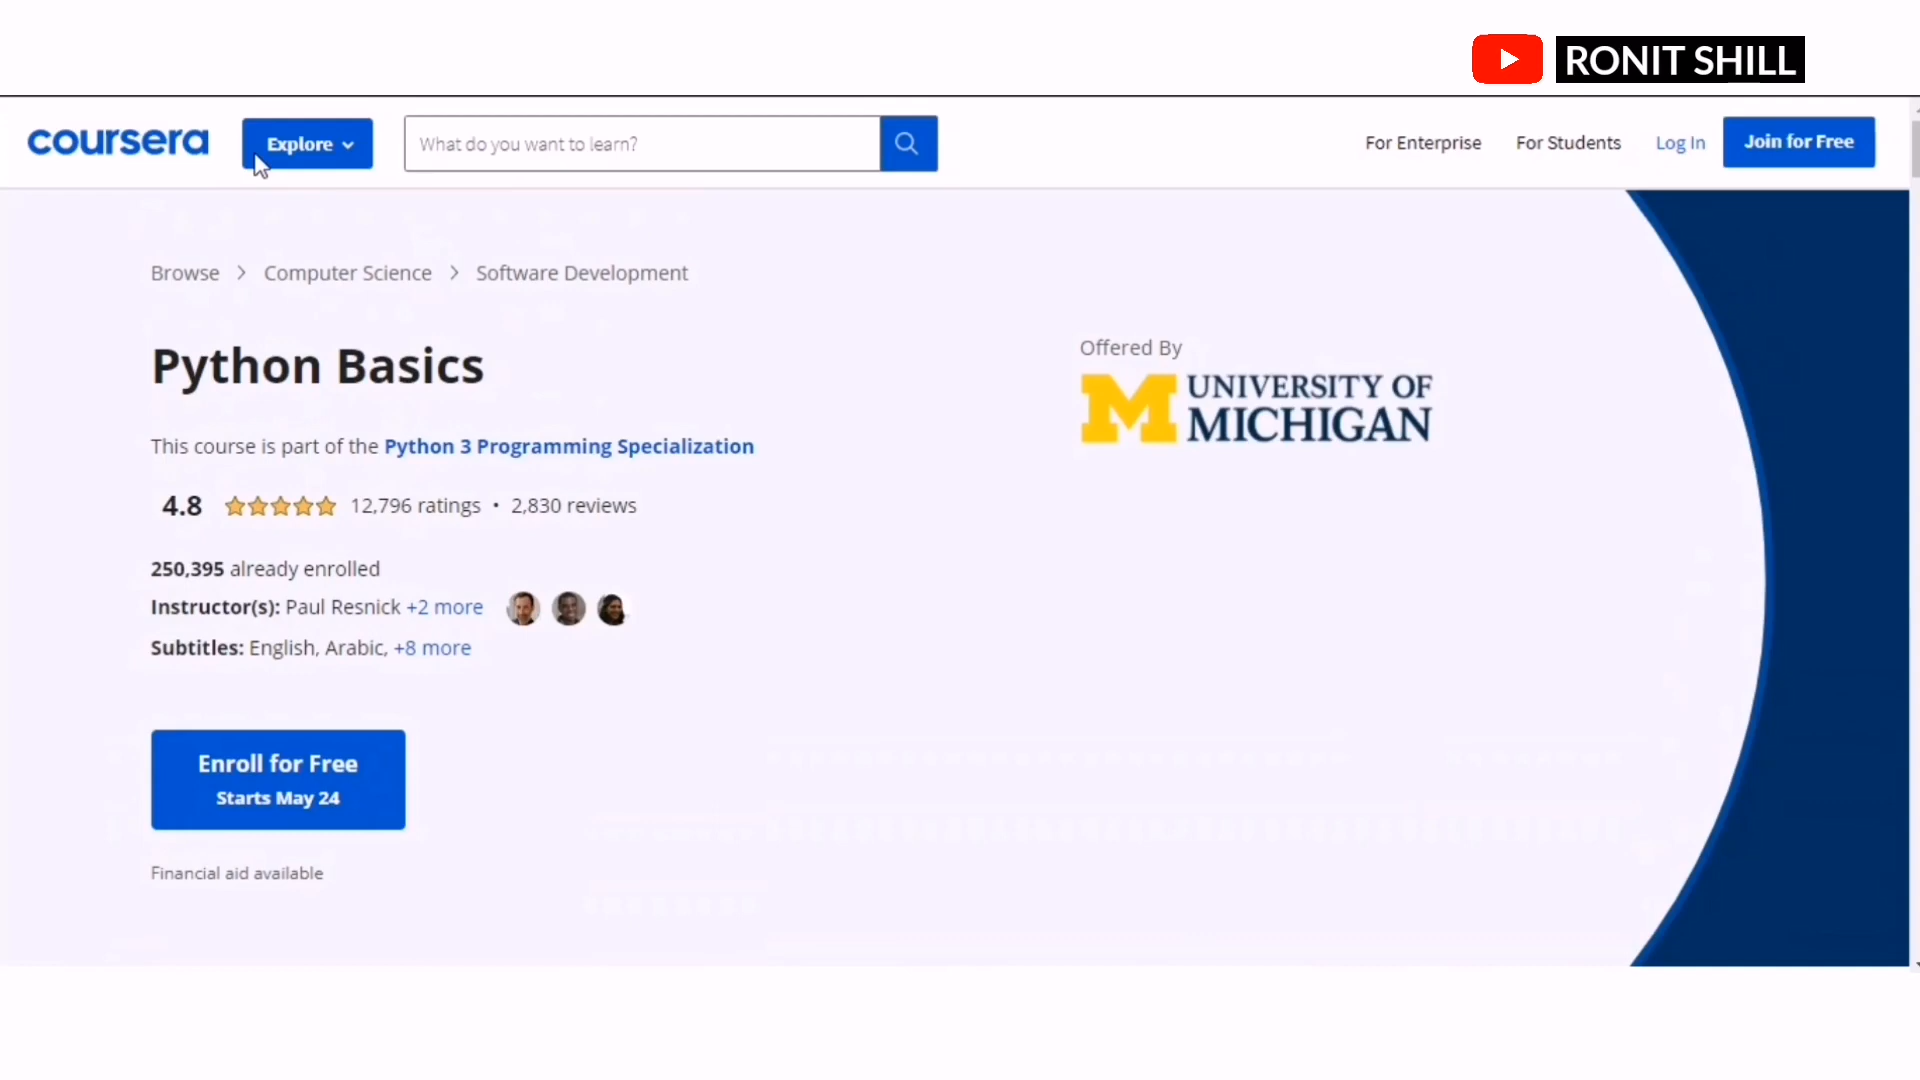 RONIT SHILL
coursera
Explore
What do you want to learn?
For Enterprise
For Students
Log In
Join for Free
Browse > Computer Science > Software Development
Python Basics
Offered By
M UNIVERSITY OF
MICHIGAN
This course is part of the Python 3 Programming Specialization
4.8
12,796 ratings • 2,830 reviews
250,395 already enrolled
Instructor(s): Paul Resnick +2 more
Subtitles: English, Arabic, +8 more
Enroll for Free
Starts May 24
Financial aid available